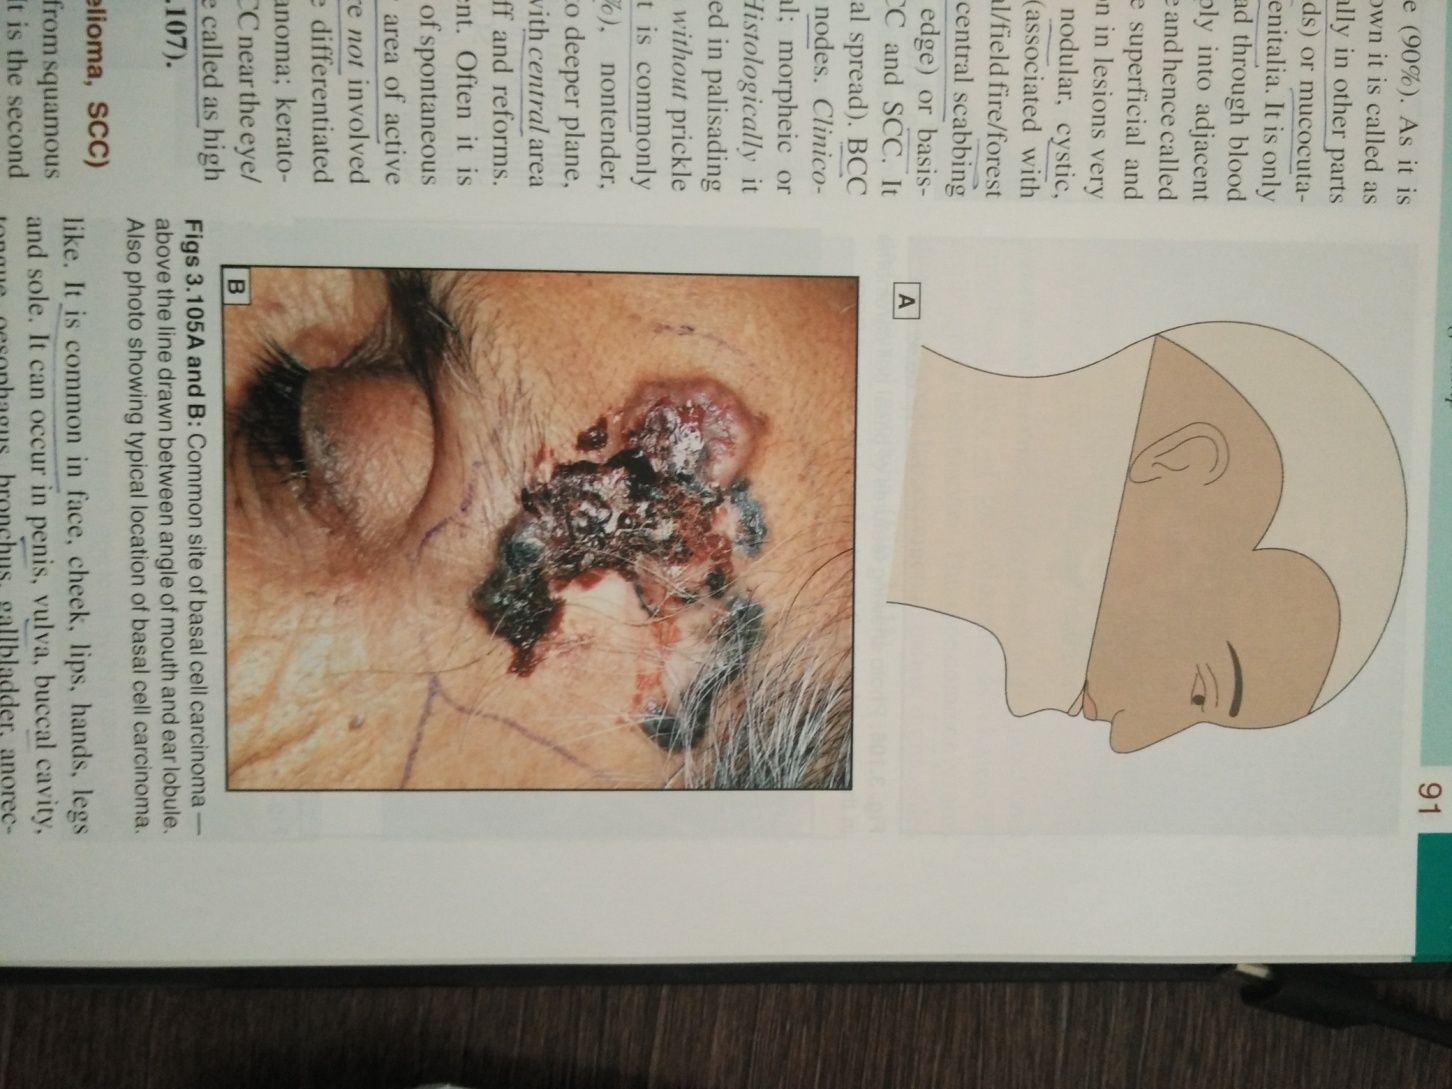 91
e (90%). As it is
own it is called as
ally in other parts
ds) or mucocuta-
enitalia. It is only
ad through blood
ply into adjacent
e and hence called
e superficial and
n in lesions very
nodular, cystic,
(associated with
al/field fire/forest
central scabbing
edge) or basis-
CC and SCC. It
al spread). BCC
nodes. Clinico-
al; morpheic or
Histologically it
ed in palisading
without prickle
t is commonly
%), nontender,
o deeper plane,
with central area
ff and reforms.
ent. Often it is
of spontaneous
area of active
re not involved
e differentiated
anoma; kerato-
CC near the eye/
e called as high
.107).
elioma, SCC)
from squamous
It is the second
A
B
Figs 3.105A and B: Common site of basal cell carcinoma—
above the line drawn between angle of mouth and ear lobule.
Also photo showing typical location of basal cell carcinoma.
like. It is common in face, cheek, lips, hands, legs
and sole. It can occur in penis, vulva, buccal cavity,
tongue, oesophagus, bronchus, gallbladder, anorec-